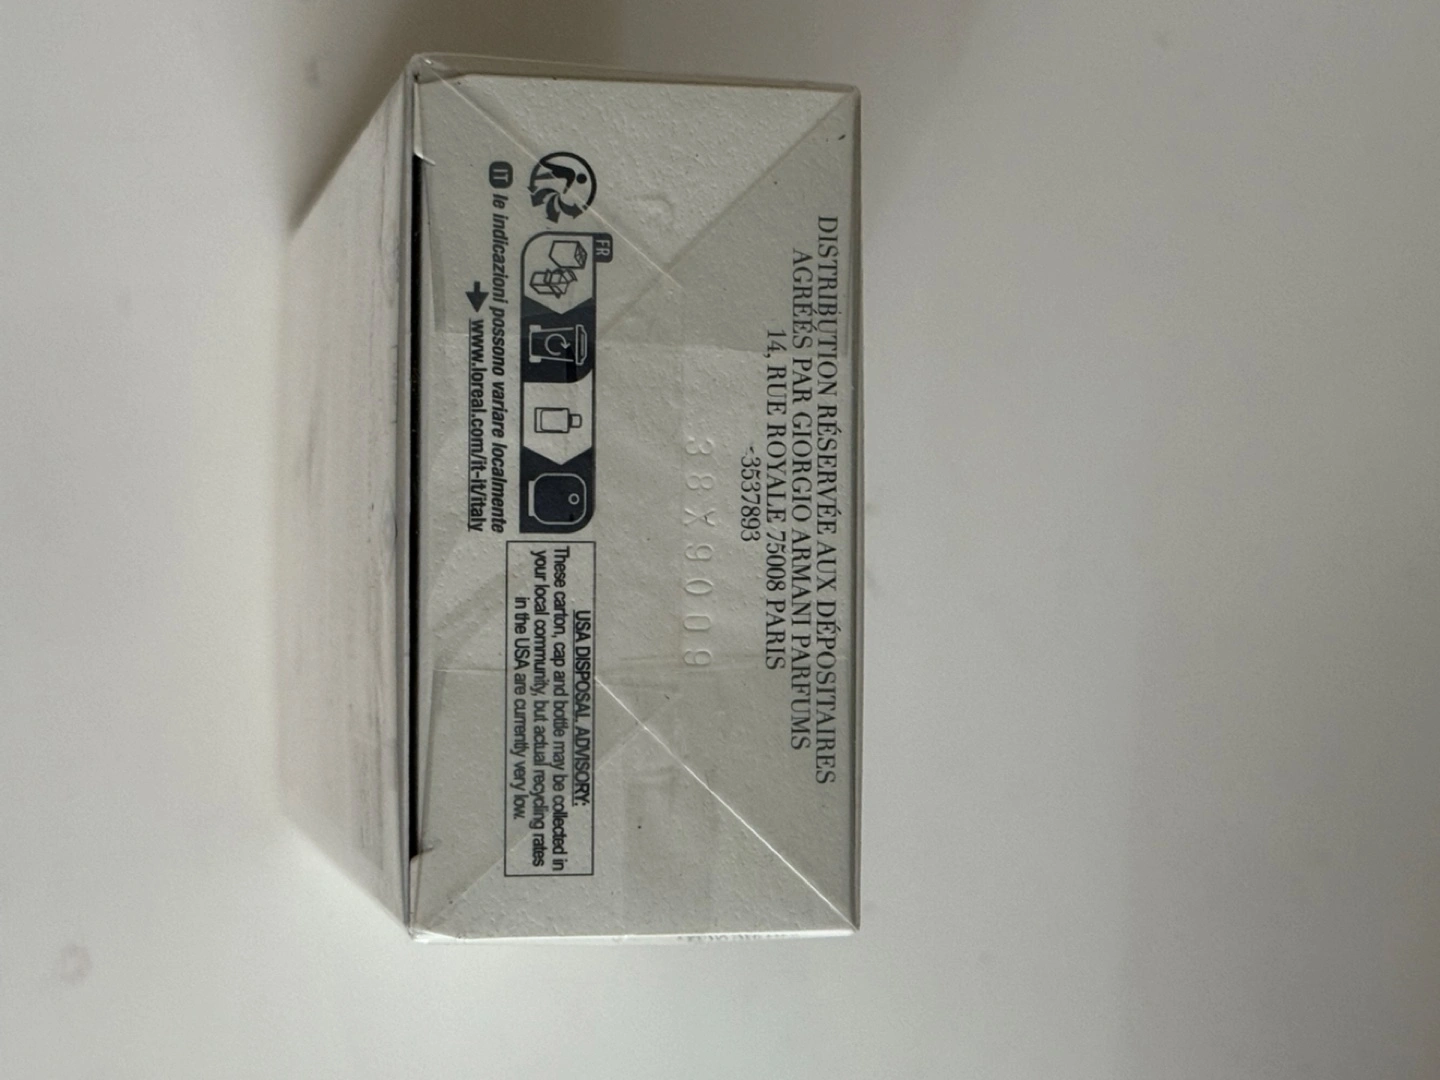 DISTRIBUTION RÉSERVÉE AUX DÉPOSITAIRES
AGRÉÉS PAR GIORGIO ARMANI PARFUMS
14, RUE ROYALE 75008 PARIS
-3537893
38X9009
FR
IT le indicazioni possono variare localmente
www.loreal.com/it-it/italy
USA DISPOSAL ADVISORY:
These carton, cap and bottle may be collected in
your local community, but actual recycling rates
in the USA are currently very low.